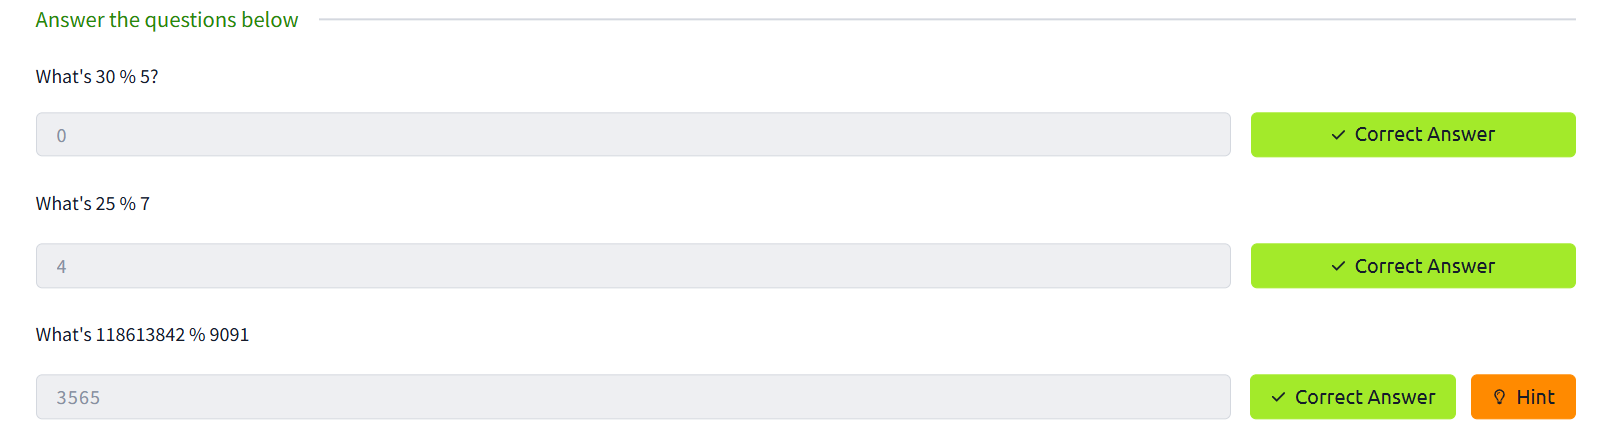 Answer the questions below
What's 30 % 5?
0
Correct Answer
What's 25 % 7
4
Correct Answer
What's 118613842 % 9091
3565
Correct Answer
Hint